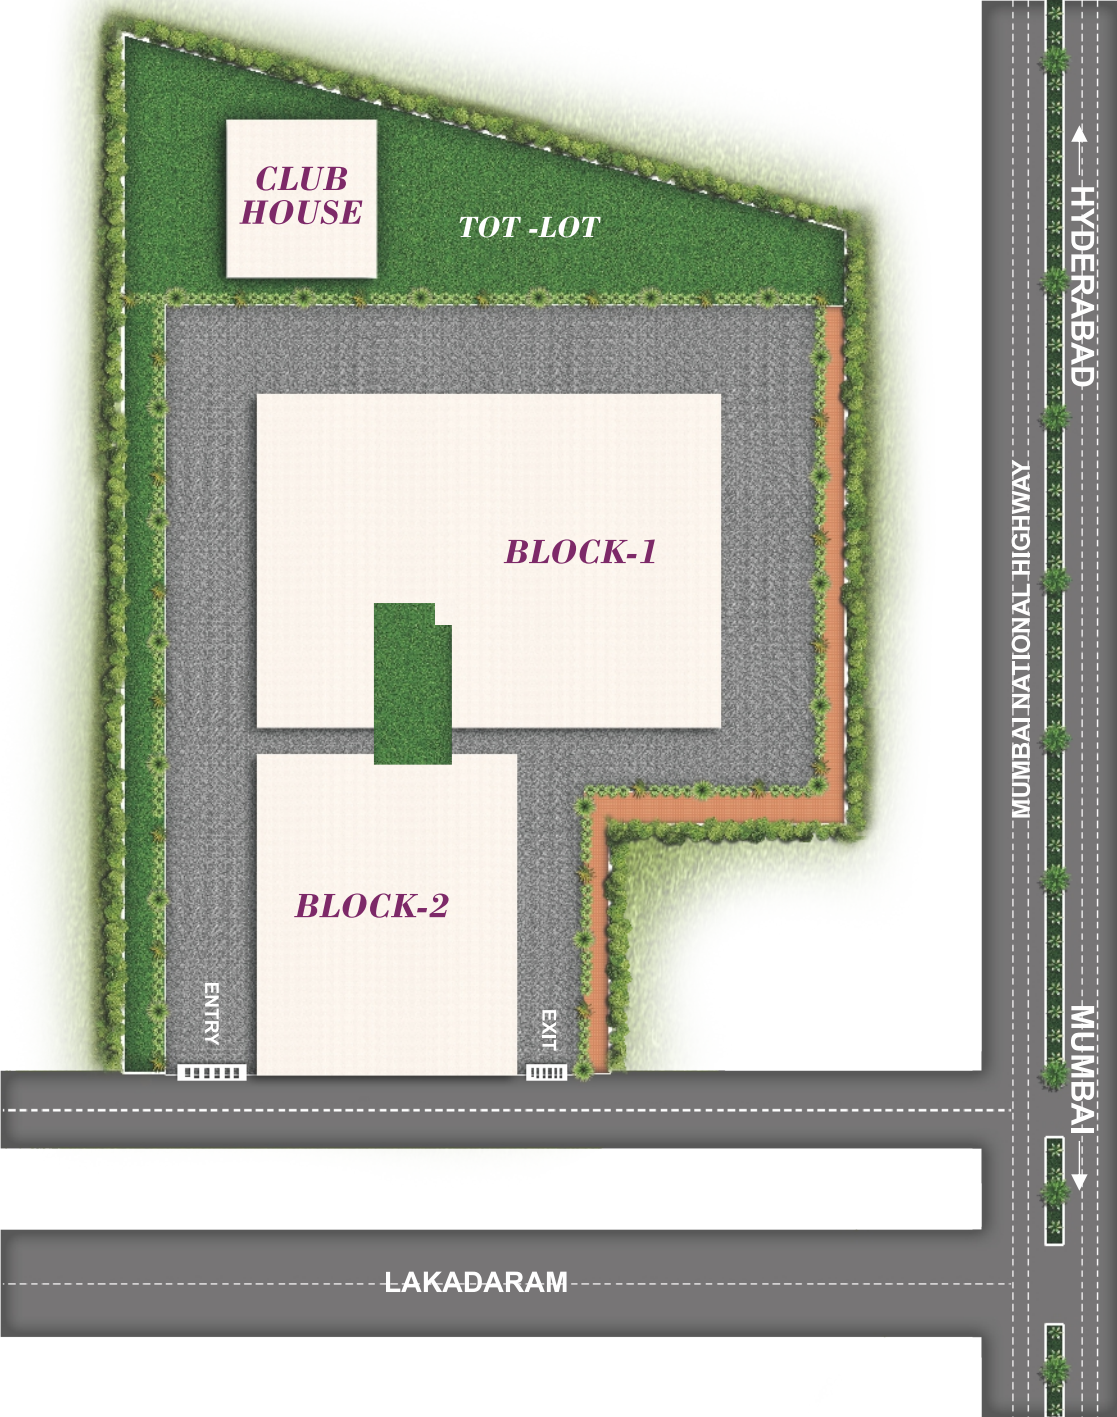 CLUB
HOUSE
TOT -LOT
HYDERABAD
MUMBAI NATIONAL HIGHWAY
BLOCK-1
BLOCK-2
ENTRY
EXIT
MUMBAI
LAKADARAM